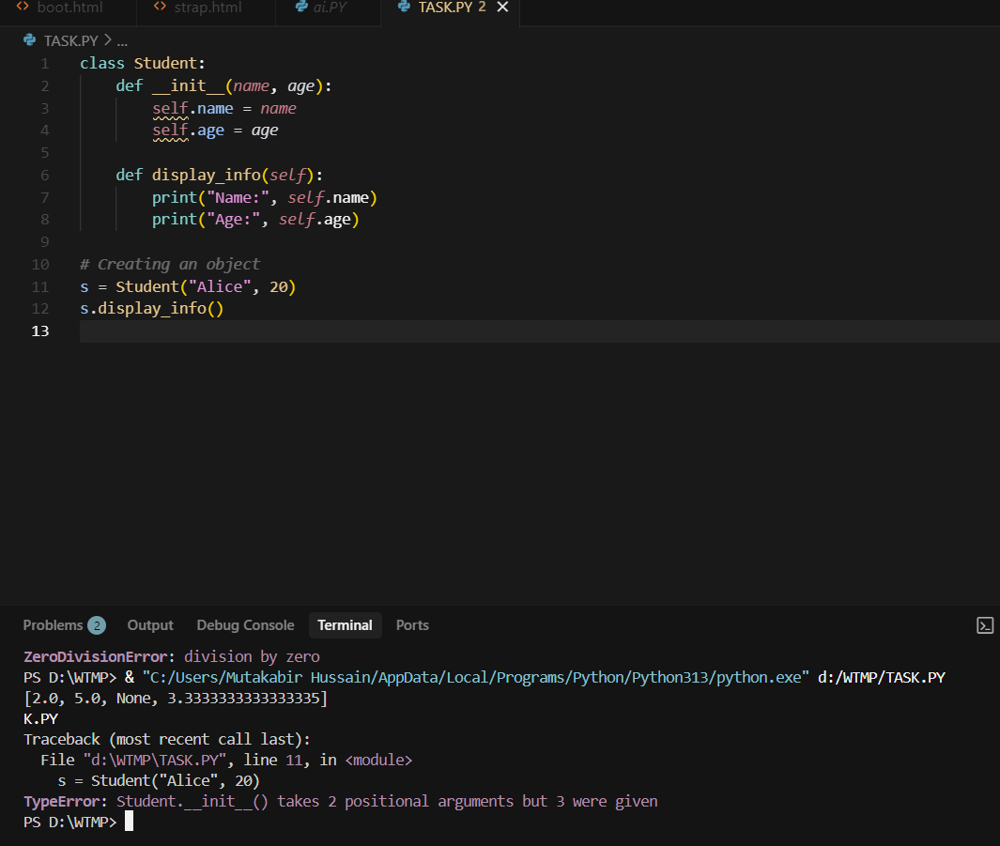 boot.html strap.html ai.PY TASK.PY 2
TASK.PY > ...
1 class Student:
2     def __init__(name, age):
3         self.name = name
4         self.age = age
5
6     def display_info(self):
7         print("Name:", self.name)
8         print("Age:", self.age)
9
10 # Creating an object
11 s = Student("Alice", 20)
12 s.display_info()
13
Problems 2 Output Debug Console Terminal Ports
ZeroDivisionError: division by zero
PS D:\WTMP> & "C:/Users/Mutakabir Hussain/AppData/Local/Programs/Python/Python313/python.exe" d:/WTMP/TASK.PY
[2.0, 5.0, None, 3.3333333333333335]
K.PY
Traceback (most recent call last):
  File "d:\WTMP\TASK.PY", line 11, in <module>
    s = Student("Alice", 20)
TypeError: Student.__init__() takes 2 positional arguments but 3 were given
PS D:\WTMP>